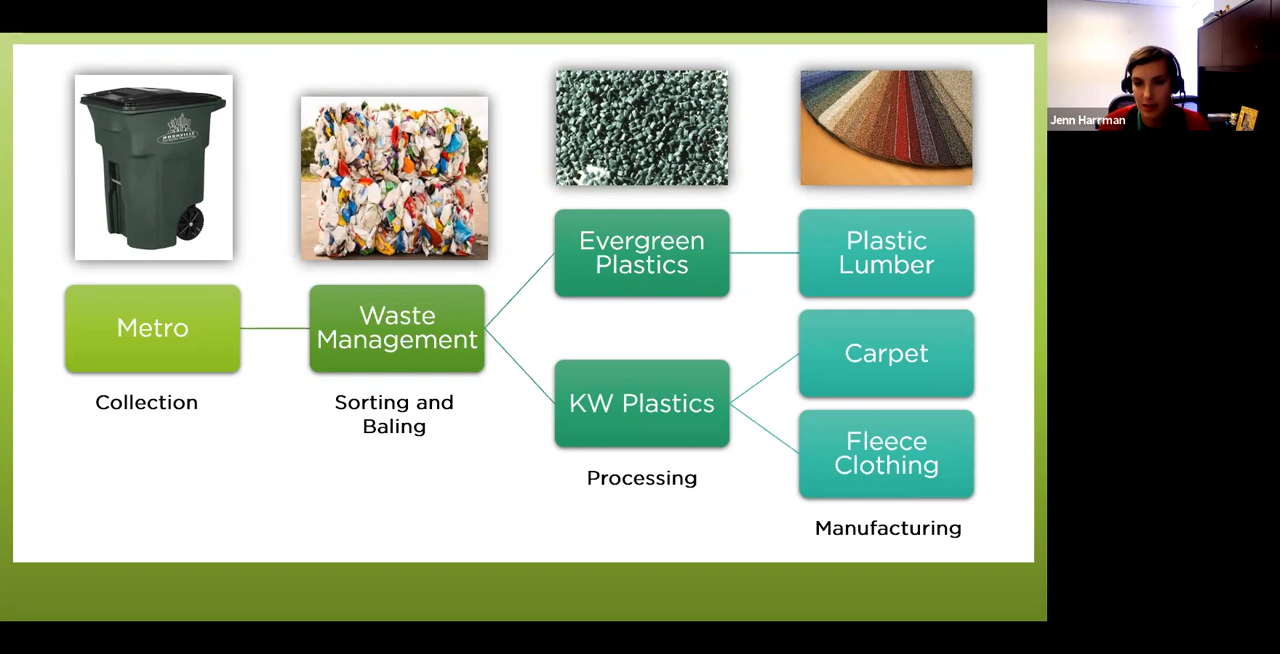 NASHVILLE
Metro
Collection
Waste
Management
Sorting and
Baling
Evergreen
Plastics
KW Plastics
Processing
Plastic
Lumber
Carpet
Fleece
Clothing
Manufacturing
Jenn Harrman